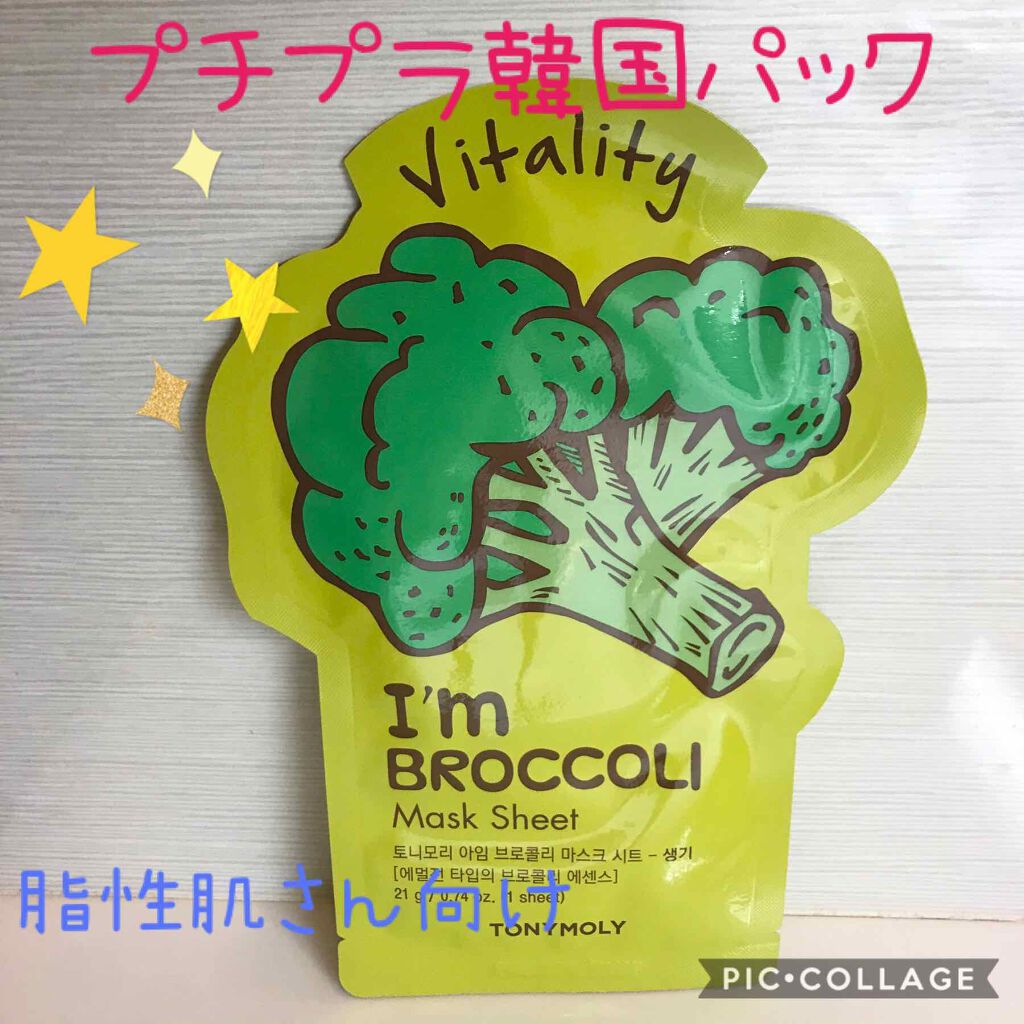 プチプラ韓国パック
Vitality
I'm
BROCCOLI
Mask Sheet
토니모리 아임 브로콜리 마스크 시트 – 생기
[에멀전 타입의 브로콜리 에센스]
21 g / 0.74 oz. (1 sheet)
脂性肌さん向け
TONYMOLY
PIC•COLLAGE